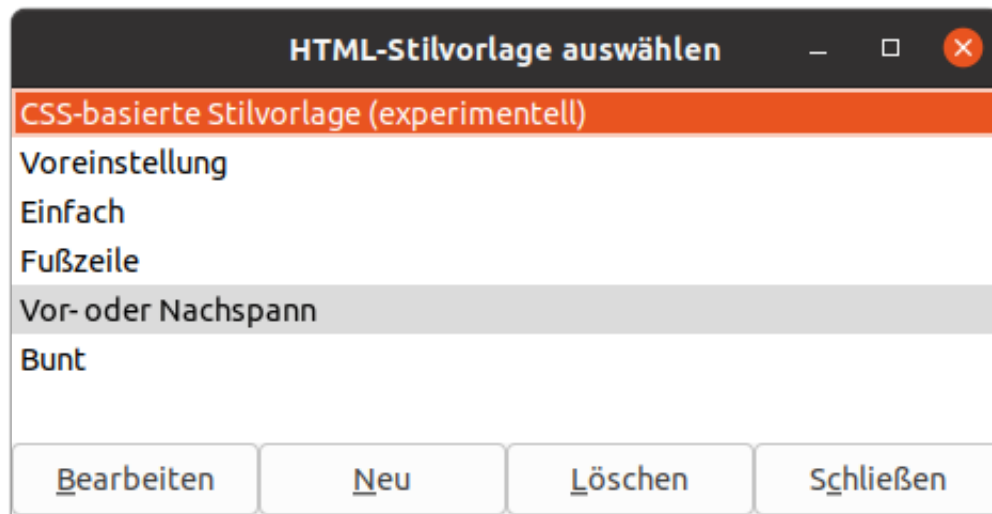 HTML-Stilvorlage auswählen
CSS-basierte Stilvorlage (experimentell)
Voreinstellung
Einfach
Fußzeile
Vor- oder Nachspann
Bunt
Bearbeiten Neu Löschen Schließen